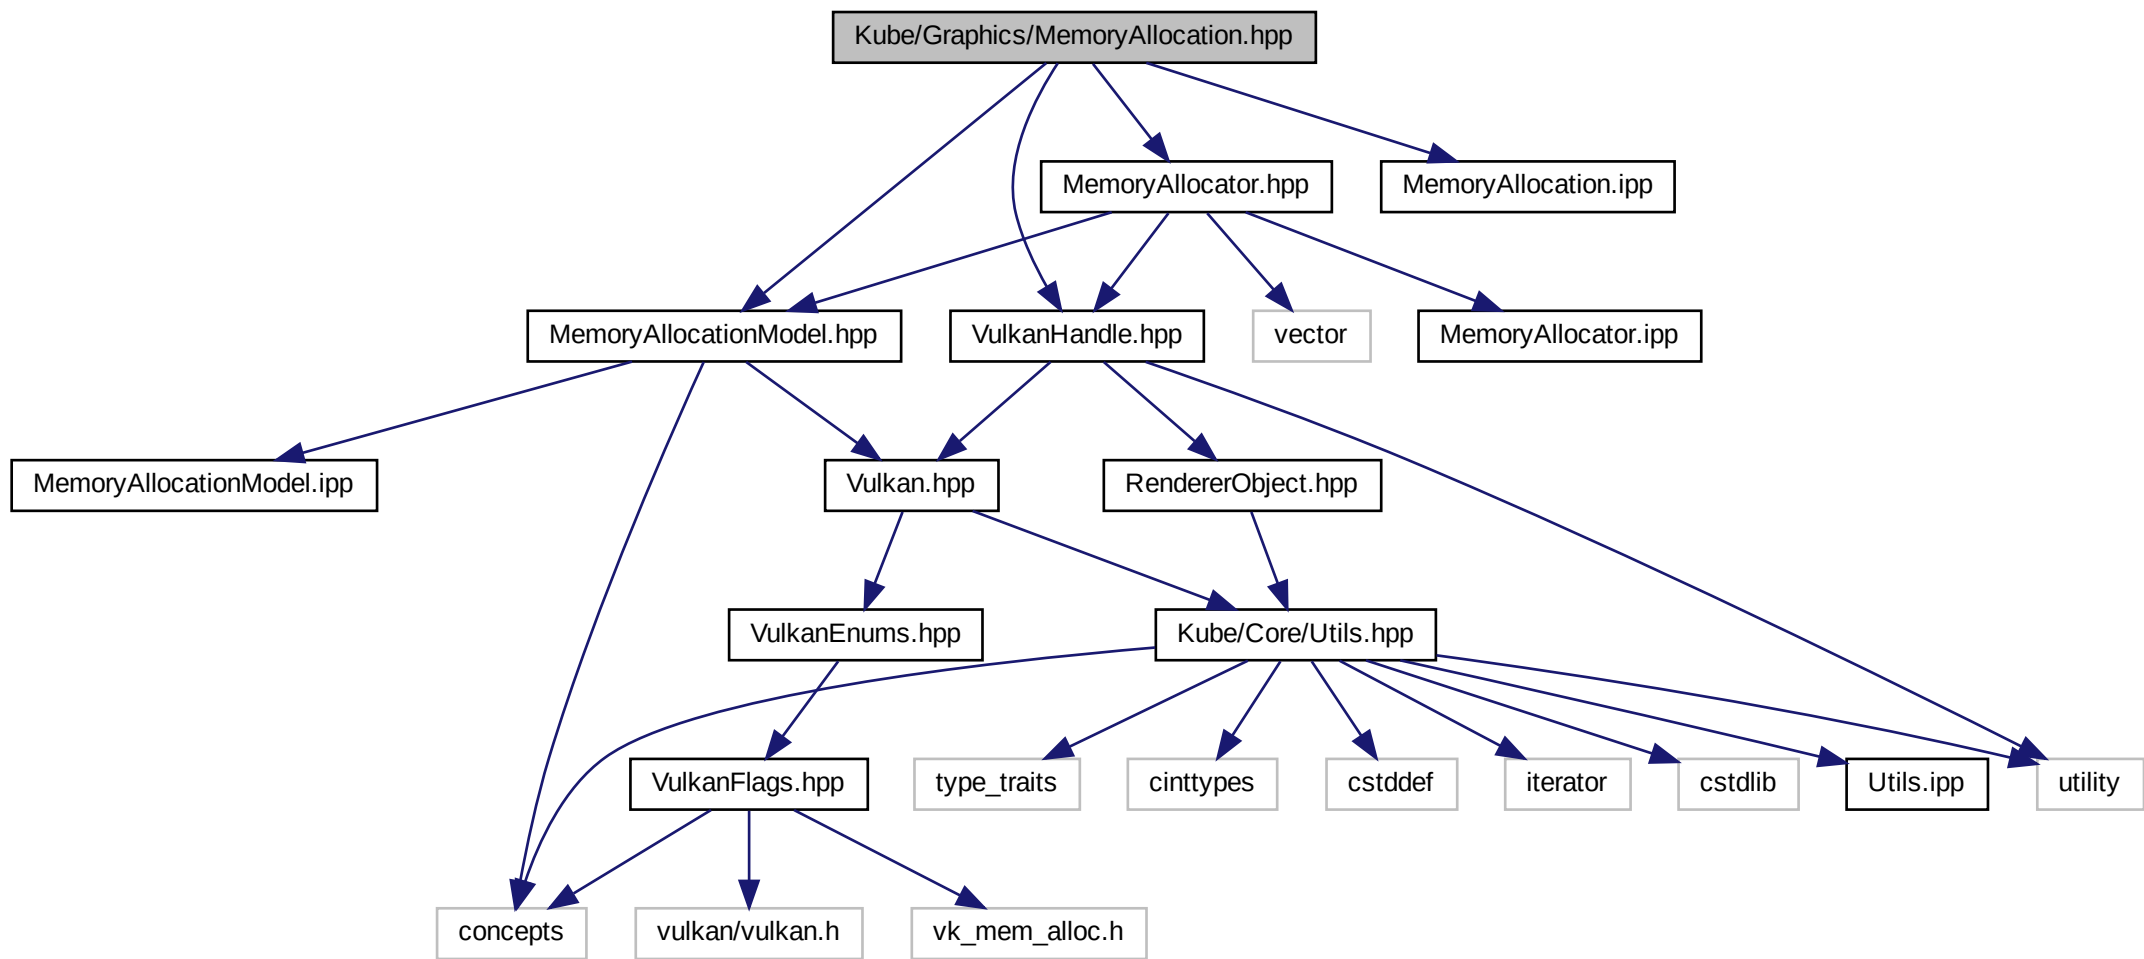 Kube/Graphics/MemoryAllocation.hpp
MemoryAllocator.hpp
MemoryAllocation.ipp
MemoryAllocationModel.hpp
VulkanHandle.hpp
vector
MemoryAllocator.ipp
MemoryAllocationModel.ipp
Vulkan.hpp
RendererObject.hpp
VulkanEnums.hpp
Kube/Core/Utils.hpp
VulkanFlags.hpp
type_traits
cinttypes
cstddef
iterator
cstdlib
Utils.ipp
utility
concepts
vulkan/vulkan.h
vk_mem_alloc.h